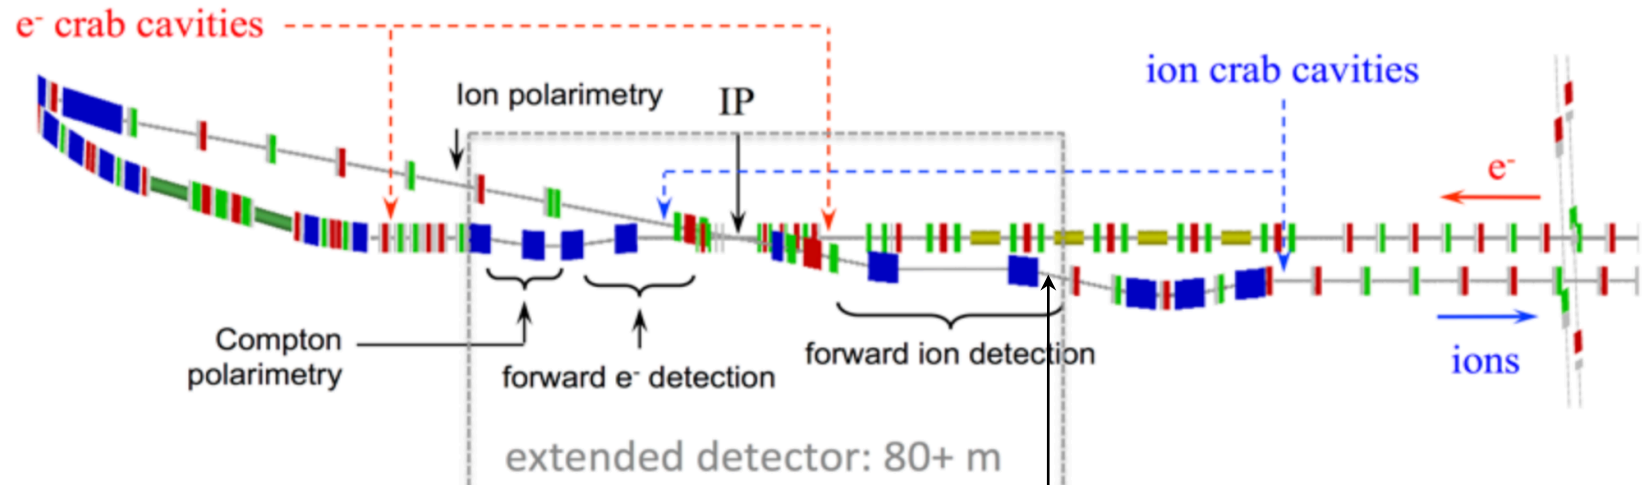 e⁻ crab cavities
ion crab cavities
Ion polarimetry
IP
e⁻
Compton
polarimetry
forward e⁻ detection
forward ion detection
ions
extended detector: 80+ m